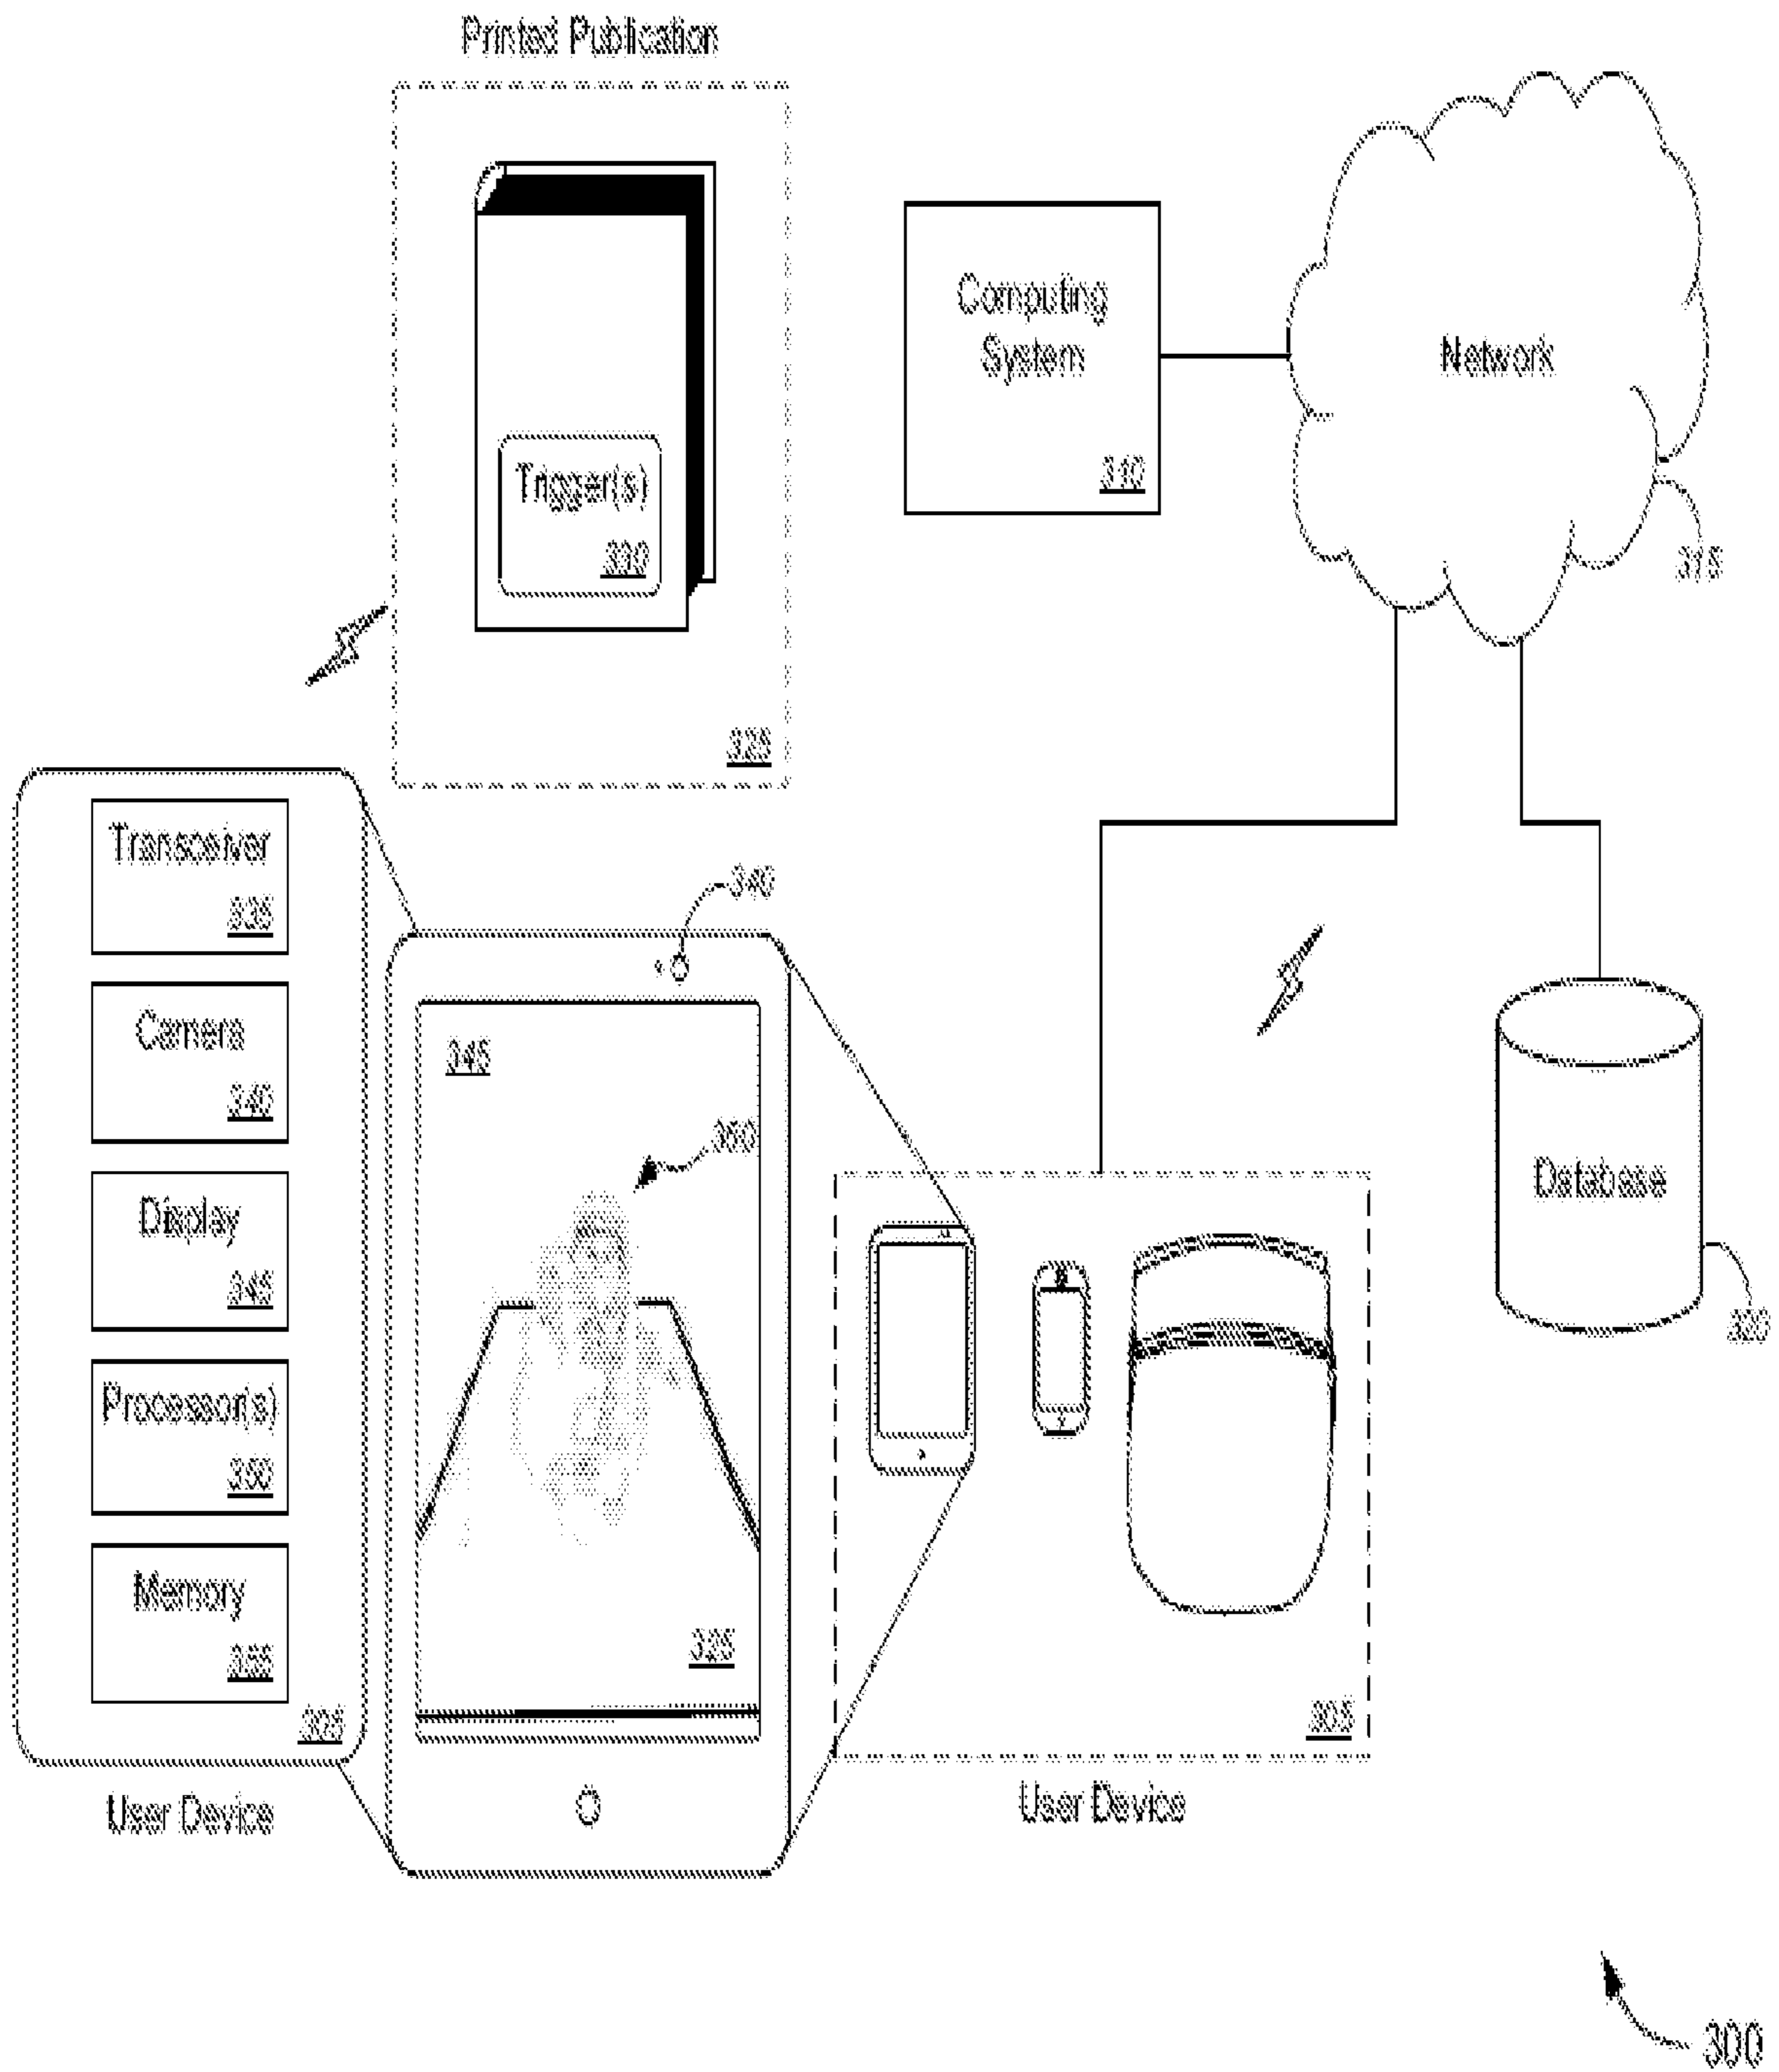 Printed Publication
Trigger(s)
330
325
Computing
System
310
Network
315
Transceiver
335
Camera
340
Display
345
Processor(s)
350
Memory
355
305
User Device
340
345
360
325
305
User Device
Database
320
300